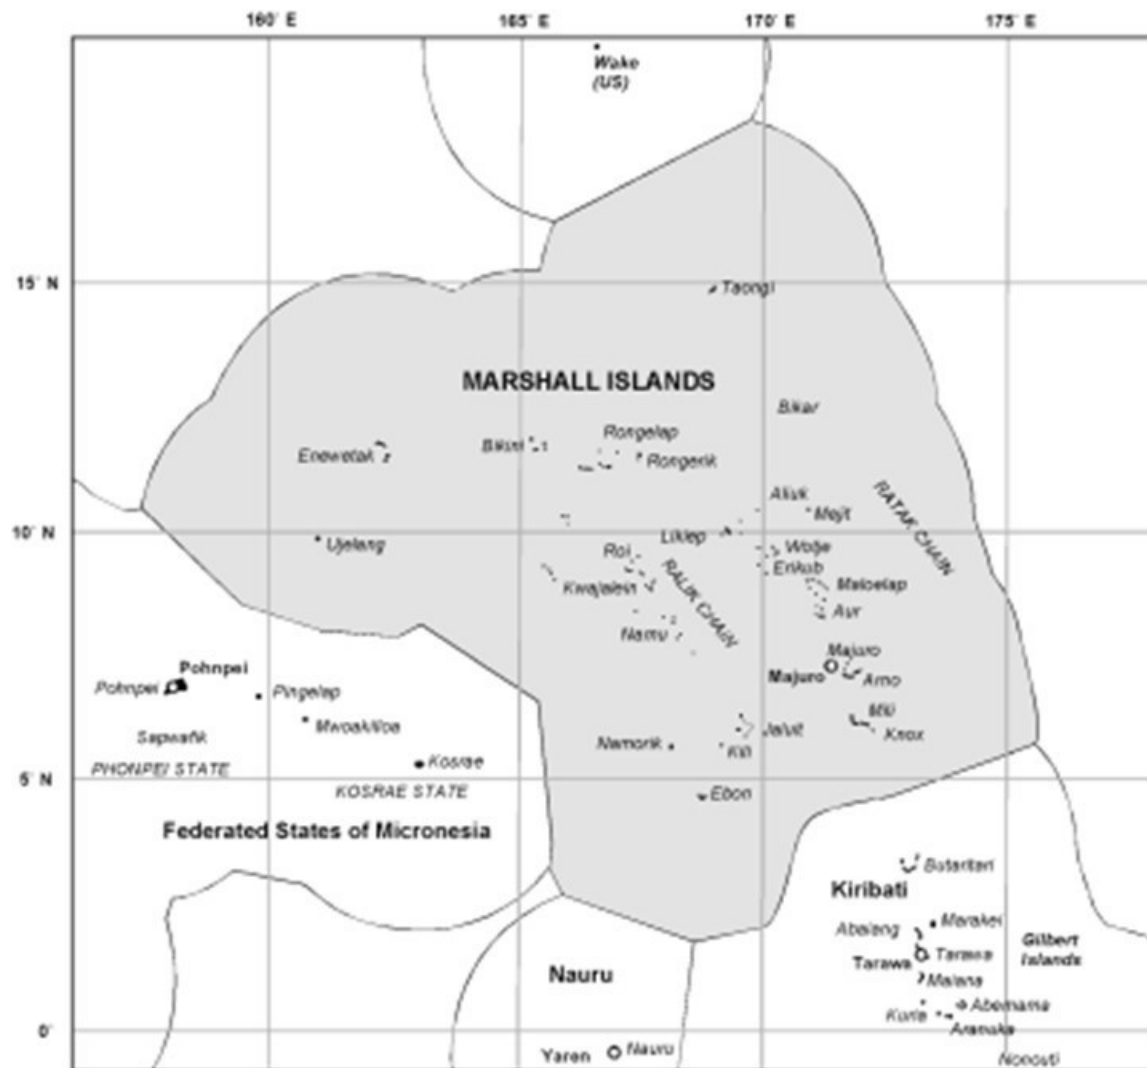 160° E
165° E
170° E
175° E
Wake
(US)
15° N
Taongi
MARSHALL ISLANDS
Bikar
Rongelap
Enewetak
Bikini
Rongerik
Ailuk
Mejit
RATAK CHAIN
10° N
Ujelang
Likiep
Wotje
Roi
Erikub
Kwajalein
RALIK CHAIN
Maloelap
Aur
Namu
Majuro
Pohnpei
Pohnpei
Majuro
Arno
Pingelap
Mili
Mwoakilloa
Jaluit
Knox
Sapwafik
Namorik
Kili
PHONPEI STATE
5° N
Kosrae
KOSRAE STATE
Ebon
Federated States of Micronesia
Butaritari
Kiribati
Marakei
Abaiang
Gilbert
Islands
Tarawa
Tarawa
Nauru
Maiana
Kuria
Abemama
Aranuka
0°
Yaren
Nauru
Nonouti